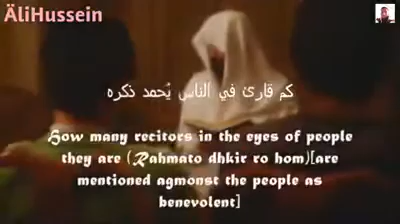 ÄliHussein
كم قارئ في الناس يُحمد ذكره
How many recitors in the eyes of people
they are (Rahmato dhkir ro hom)[are
mentioned agmonst the people as
benevolent]